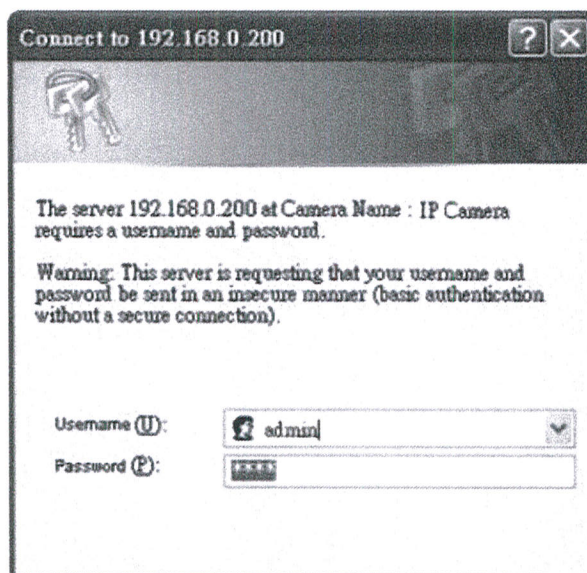 Connect to 192.168.0.200
The server 192.168.0.200 at Camera Name : IP Camera
requires a username and password.
Warning: This server is requesting that your username and
password be sent in an insecure manner (basic authentication
without a secure connection).
Username (U):
admin
Password (P):